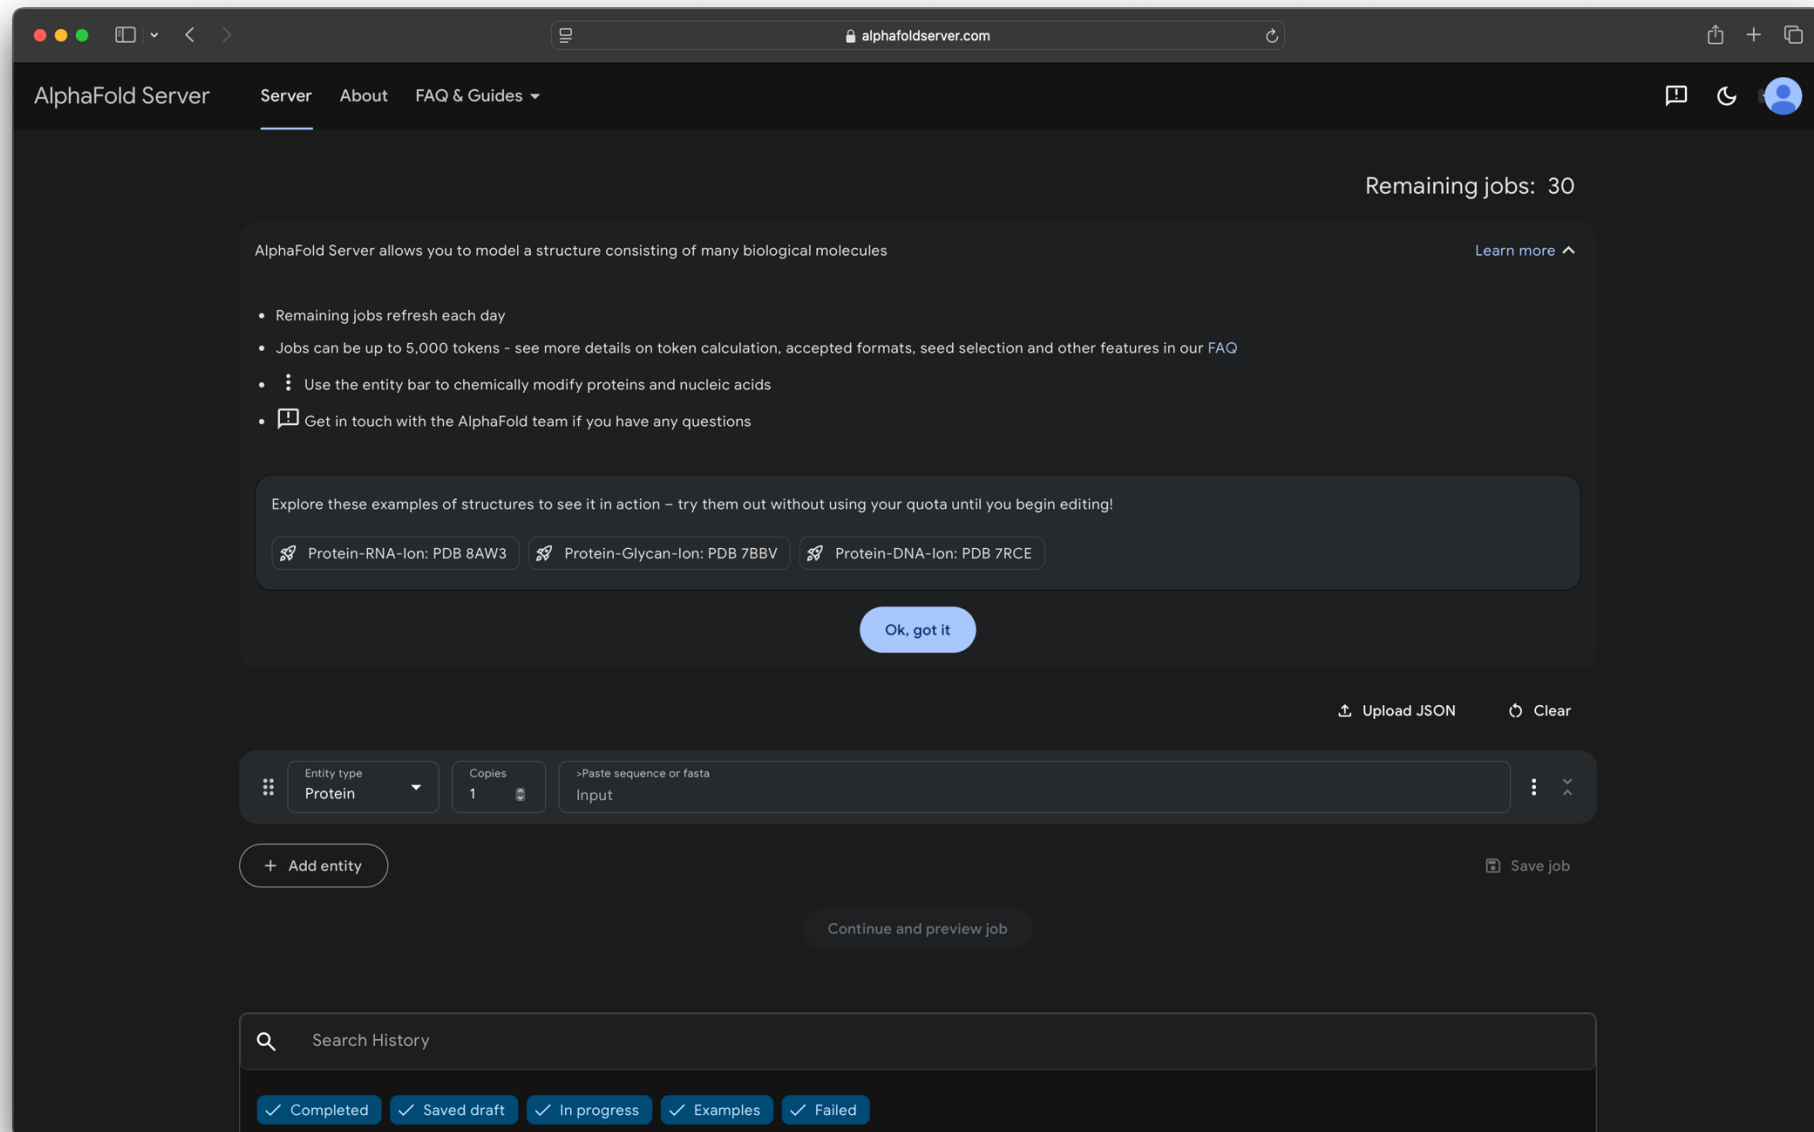 alphafoldserver.com
AlphaFold Server
Server
About
FAQ & Guides
Remaining jobs: 30
AlphaFold Server allows you to model a structure consisting of many biological molecules
Learn more
• Remaining jobs refresh each day
• Jobs can be up to 5,000 tokens - see more details on token calculation, accepted formats, seed selection and other features in our FAQ
• Use the entity bar to chemically modify proteins and nucleic acids
• Get in touch with the AlphaFold team if you have any questions
Explore these examples of structures to see it in action – try them out without using your quota until you begin editing!
Protein-RNA-Ion: PDB 8AW3
Protein-Glycan-Ion: PDB 7BBV
Protein-DNA-Ion: PDB 7RCE
Ok, got it
Upload JSON
Clear
Entity type
Protein
Copies
1
>Paste sequence or fasta
Input
+ Add entity
Save job
Continue and preview job
Search History
Completed
Saved draft
In progress
Examples
Failed